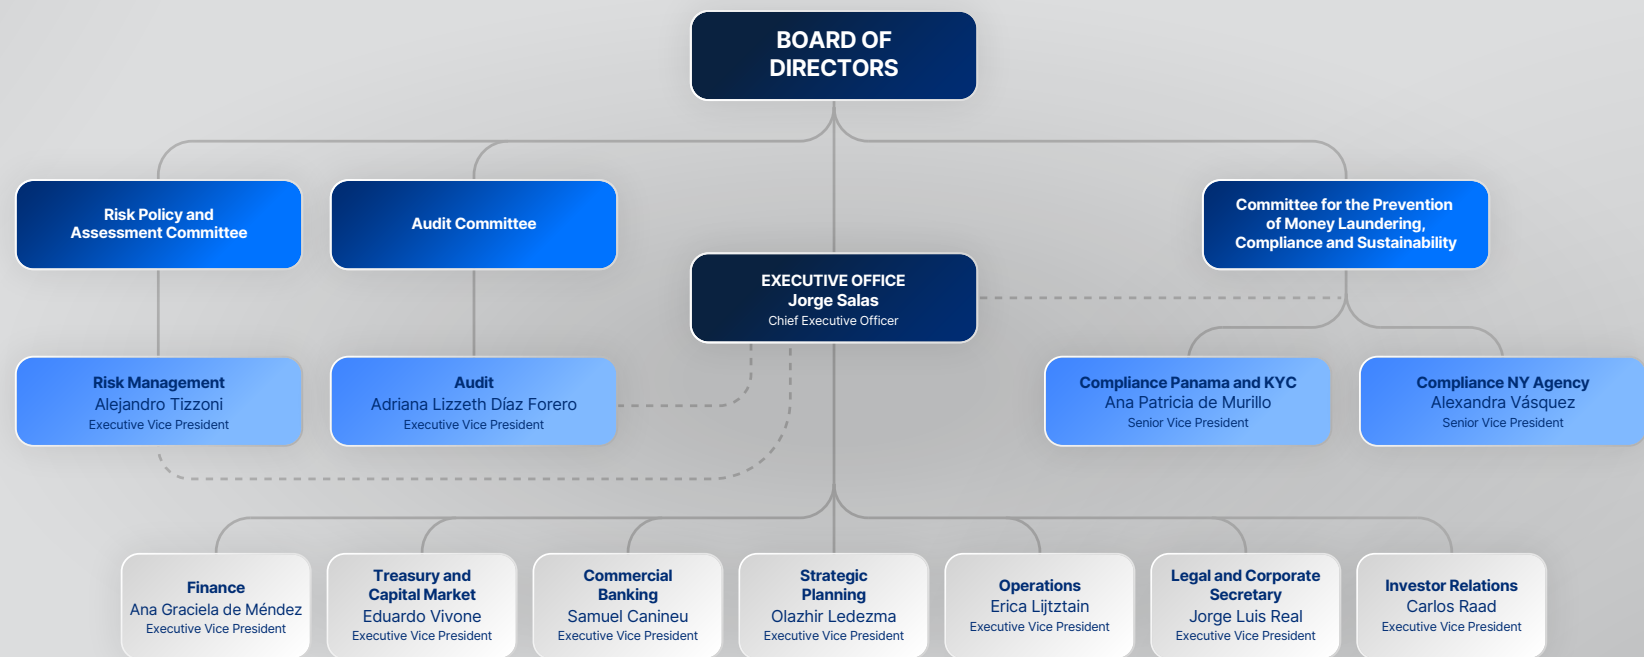 BOARD OF
DIRECTORS
Risk Policy and
Assessment Committee
Audit Committee
Committee for the Prevention
of Money Laundering,
Compliance and Sustainability
EXECUTIVE OFFICE
Jorge Salas
Chief Executive Officer
Risk Management
Alejandro Tizzoni
Executive Vice President
Audit
Adriana Lizzeth Díaz Forero
Executive Vice President
Compliance Panama and KYC
Ana Patricia de Murillo
Senior Vice President
Compliance NY Agency
Alexandra Vásquez
Senior Vice President
Finance
Ana Graciela de Méndez
Executive Vice President
Treasury and
Capital Market
Eduardo Vivone
Executive Vice President
Commercial
Banking
Samuel Canineu
Executive Vice President
Strategic
Planning
Olazhir Ledezma
Executive Vice President
Operations
Erica Lijtztain
Executive Vice President
Legal and Corporate
Secretary
Jorge Luis Real
Executive Vice President
Investor Relations
Carlos Raad
Executive Vice President